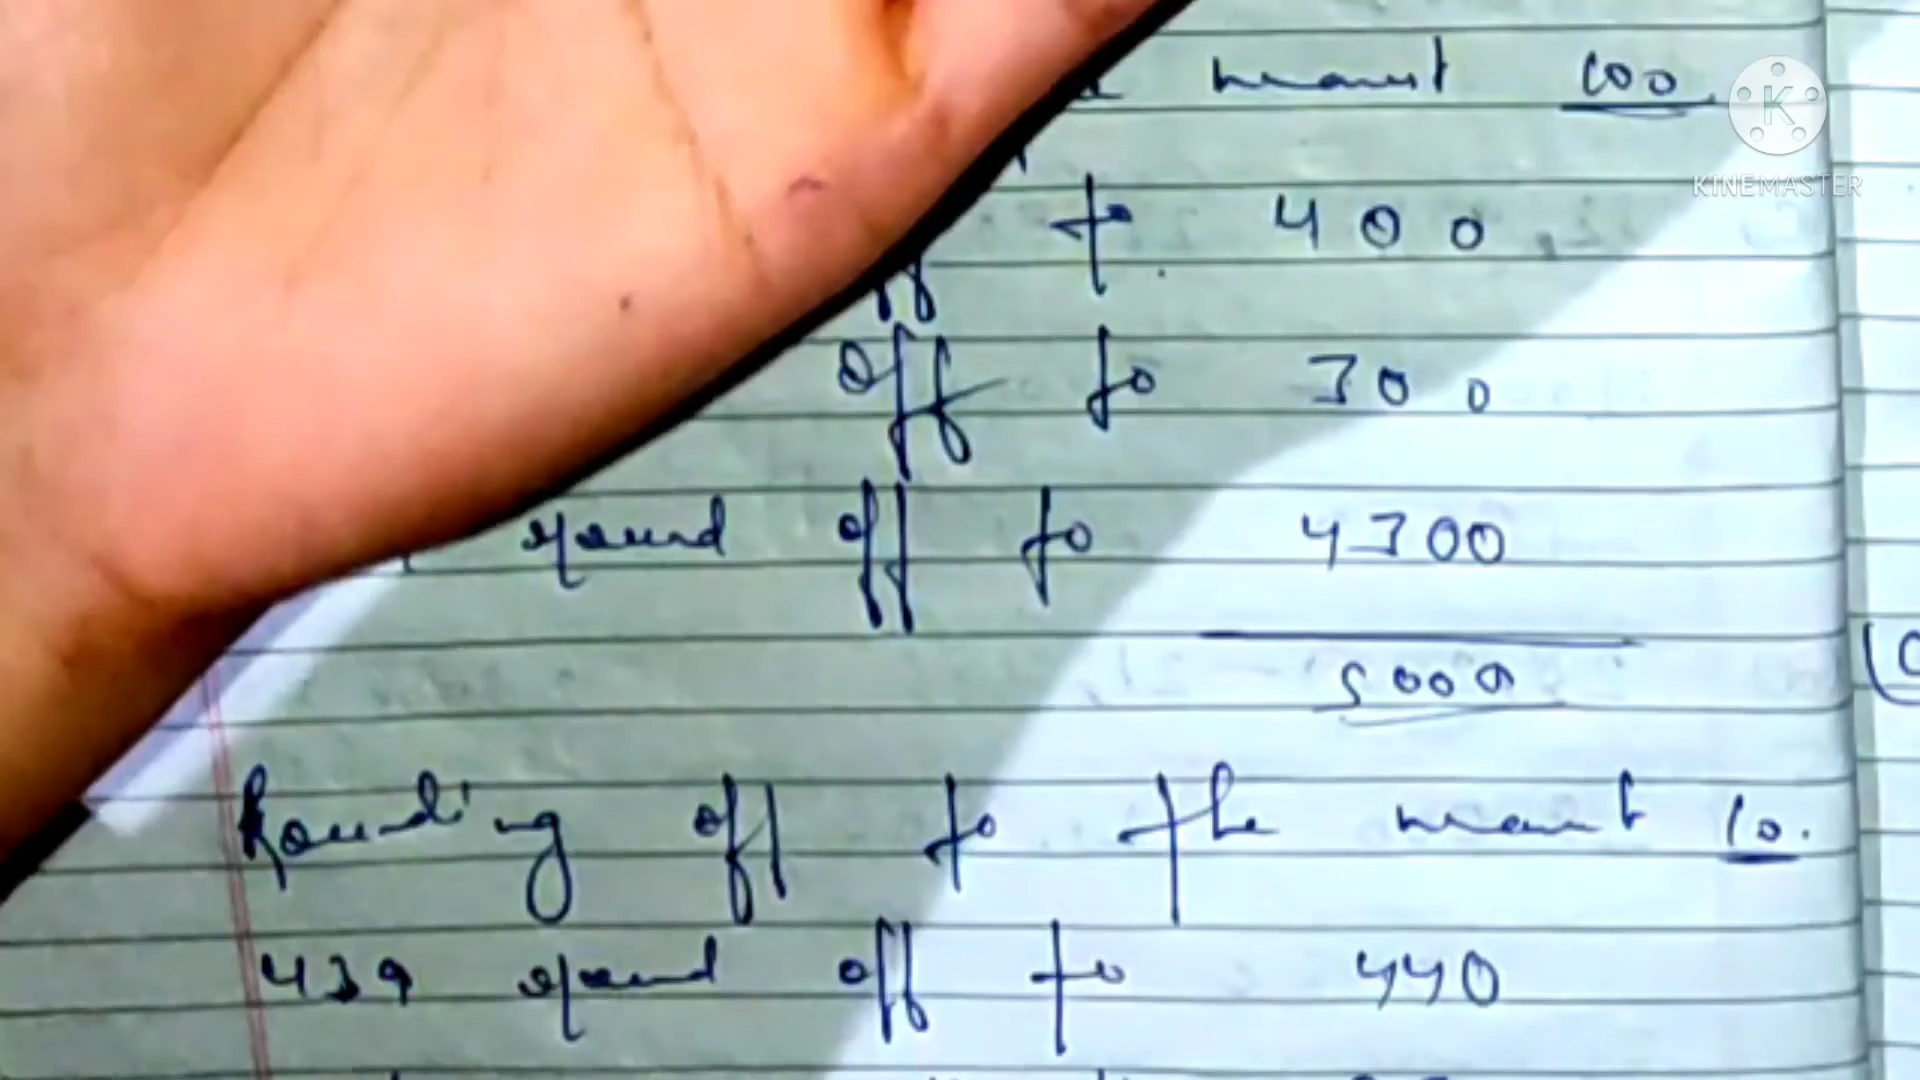 nearest 100
KINEMASTER
to 400
off to 300
round off to 4300
5000
Rounding off to the nearest 10.
439 round off to 440